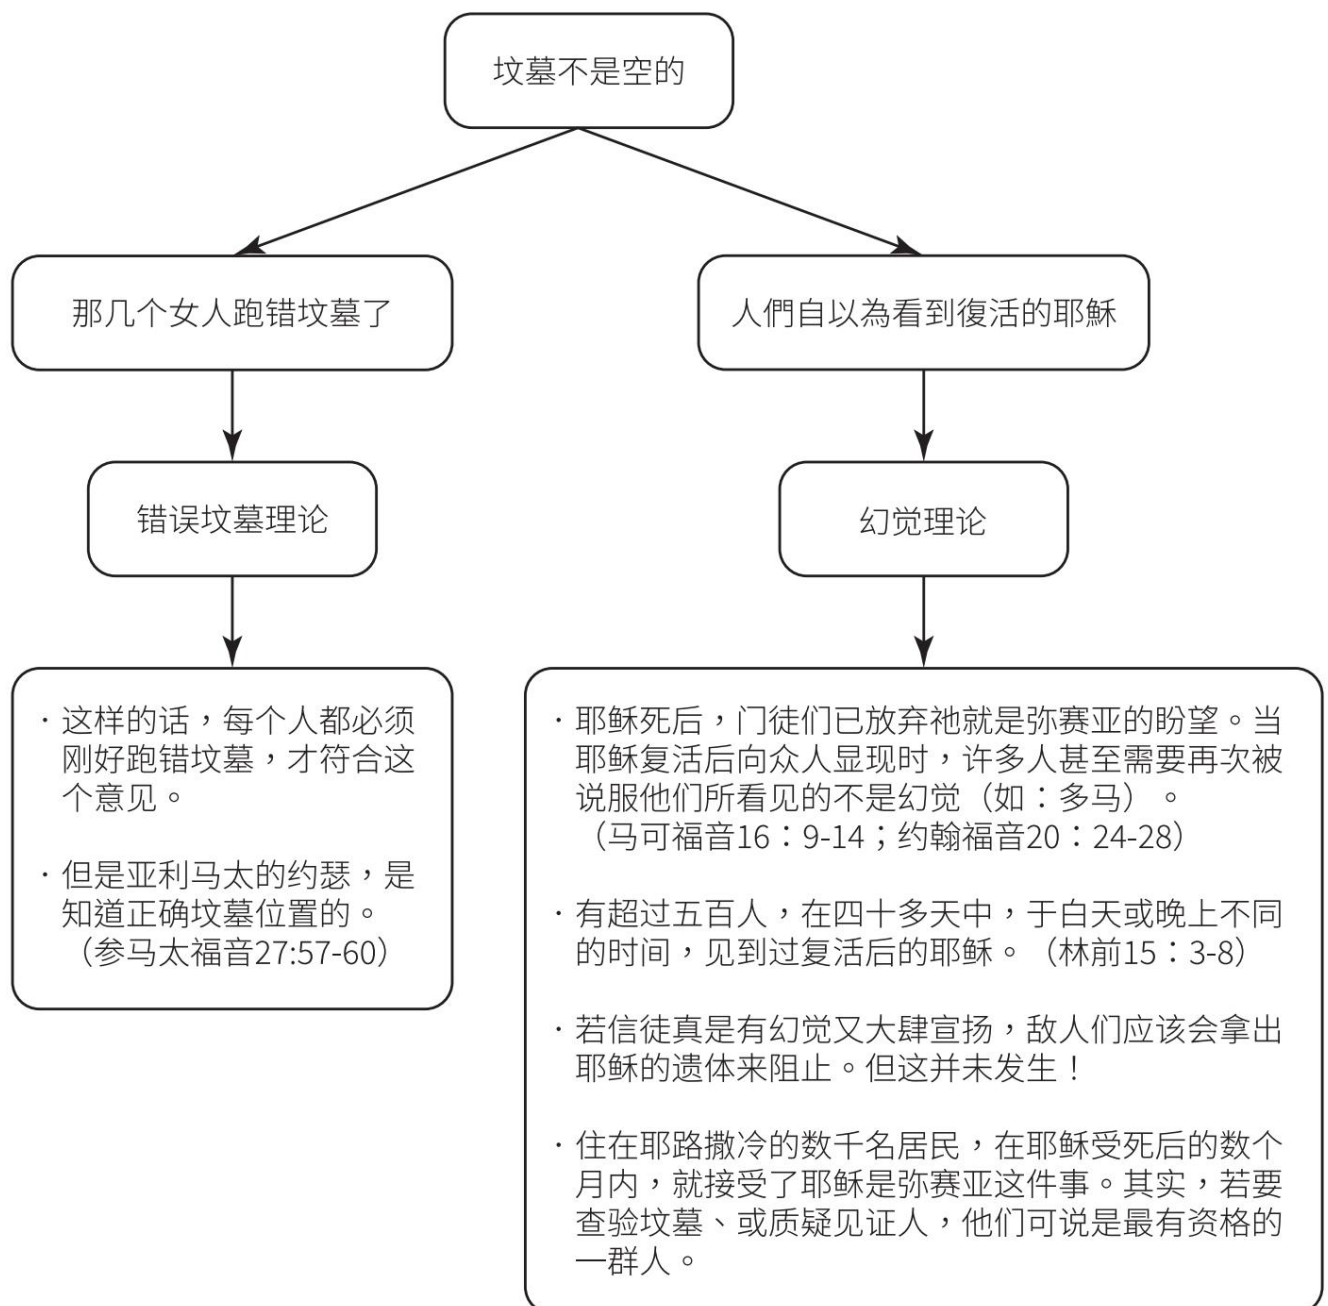 坟墓不是空的
那几个女人跑错坟墓了
人們自以為看到復活的耶穌
错误坟墓理论
幻觉理论
·这样的话，每个人都必须
刚好跑错坟墓，才符合这
个意见。
·但是亚利马太的约瑟，是
知道正确坟墓位置的。
（参马太福音27:57-60）
·耶稣死后，门徒们已放弃祂就是弥赛亚的盼望。当
耶稣复活后向众人显现时，许多人甚至需要再次被
说服他们所看见的不是幻觉（如：多马）。
（马可福音16：9-14；约翰福音20：24-28）
·有超过五百人，在四十多天中，于白天或晚上不同
的时间，见到过复活后的耶稣。（林前15：3-8）
·若信徒真是有幻觉又大肆宣扬，敌人们应该会拿出
耶稣的遗体来阻止。但这并未发生！
·住在耶路撒冷的数千名居民，在耶稣受死后的数个
月内，就接受了耶稣是弥赛亚这件事。其实，若要
查验坟墓、或质疑见证人，他们可说是最有资格的
一群人。